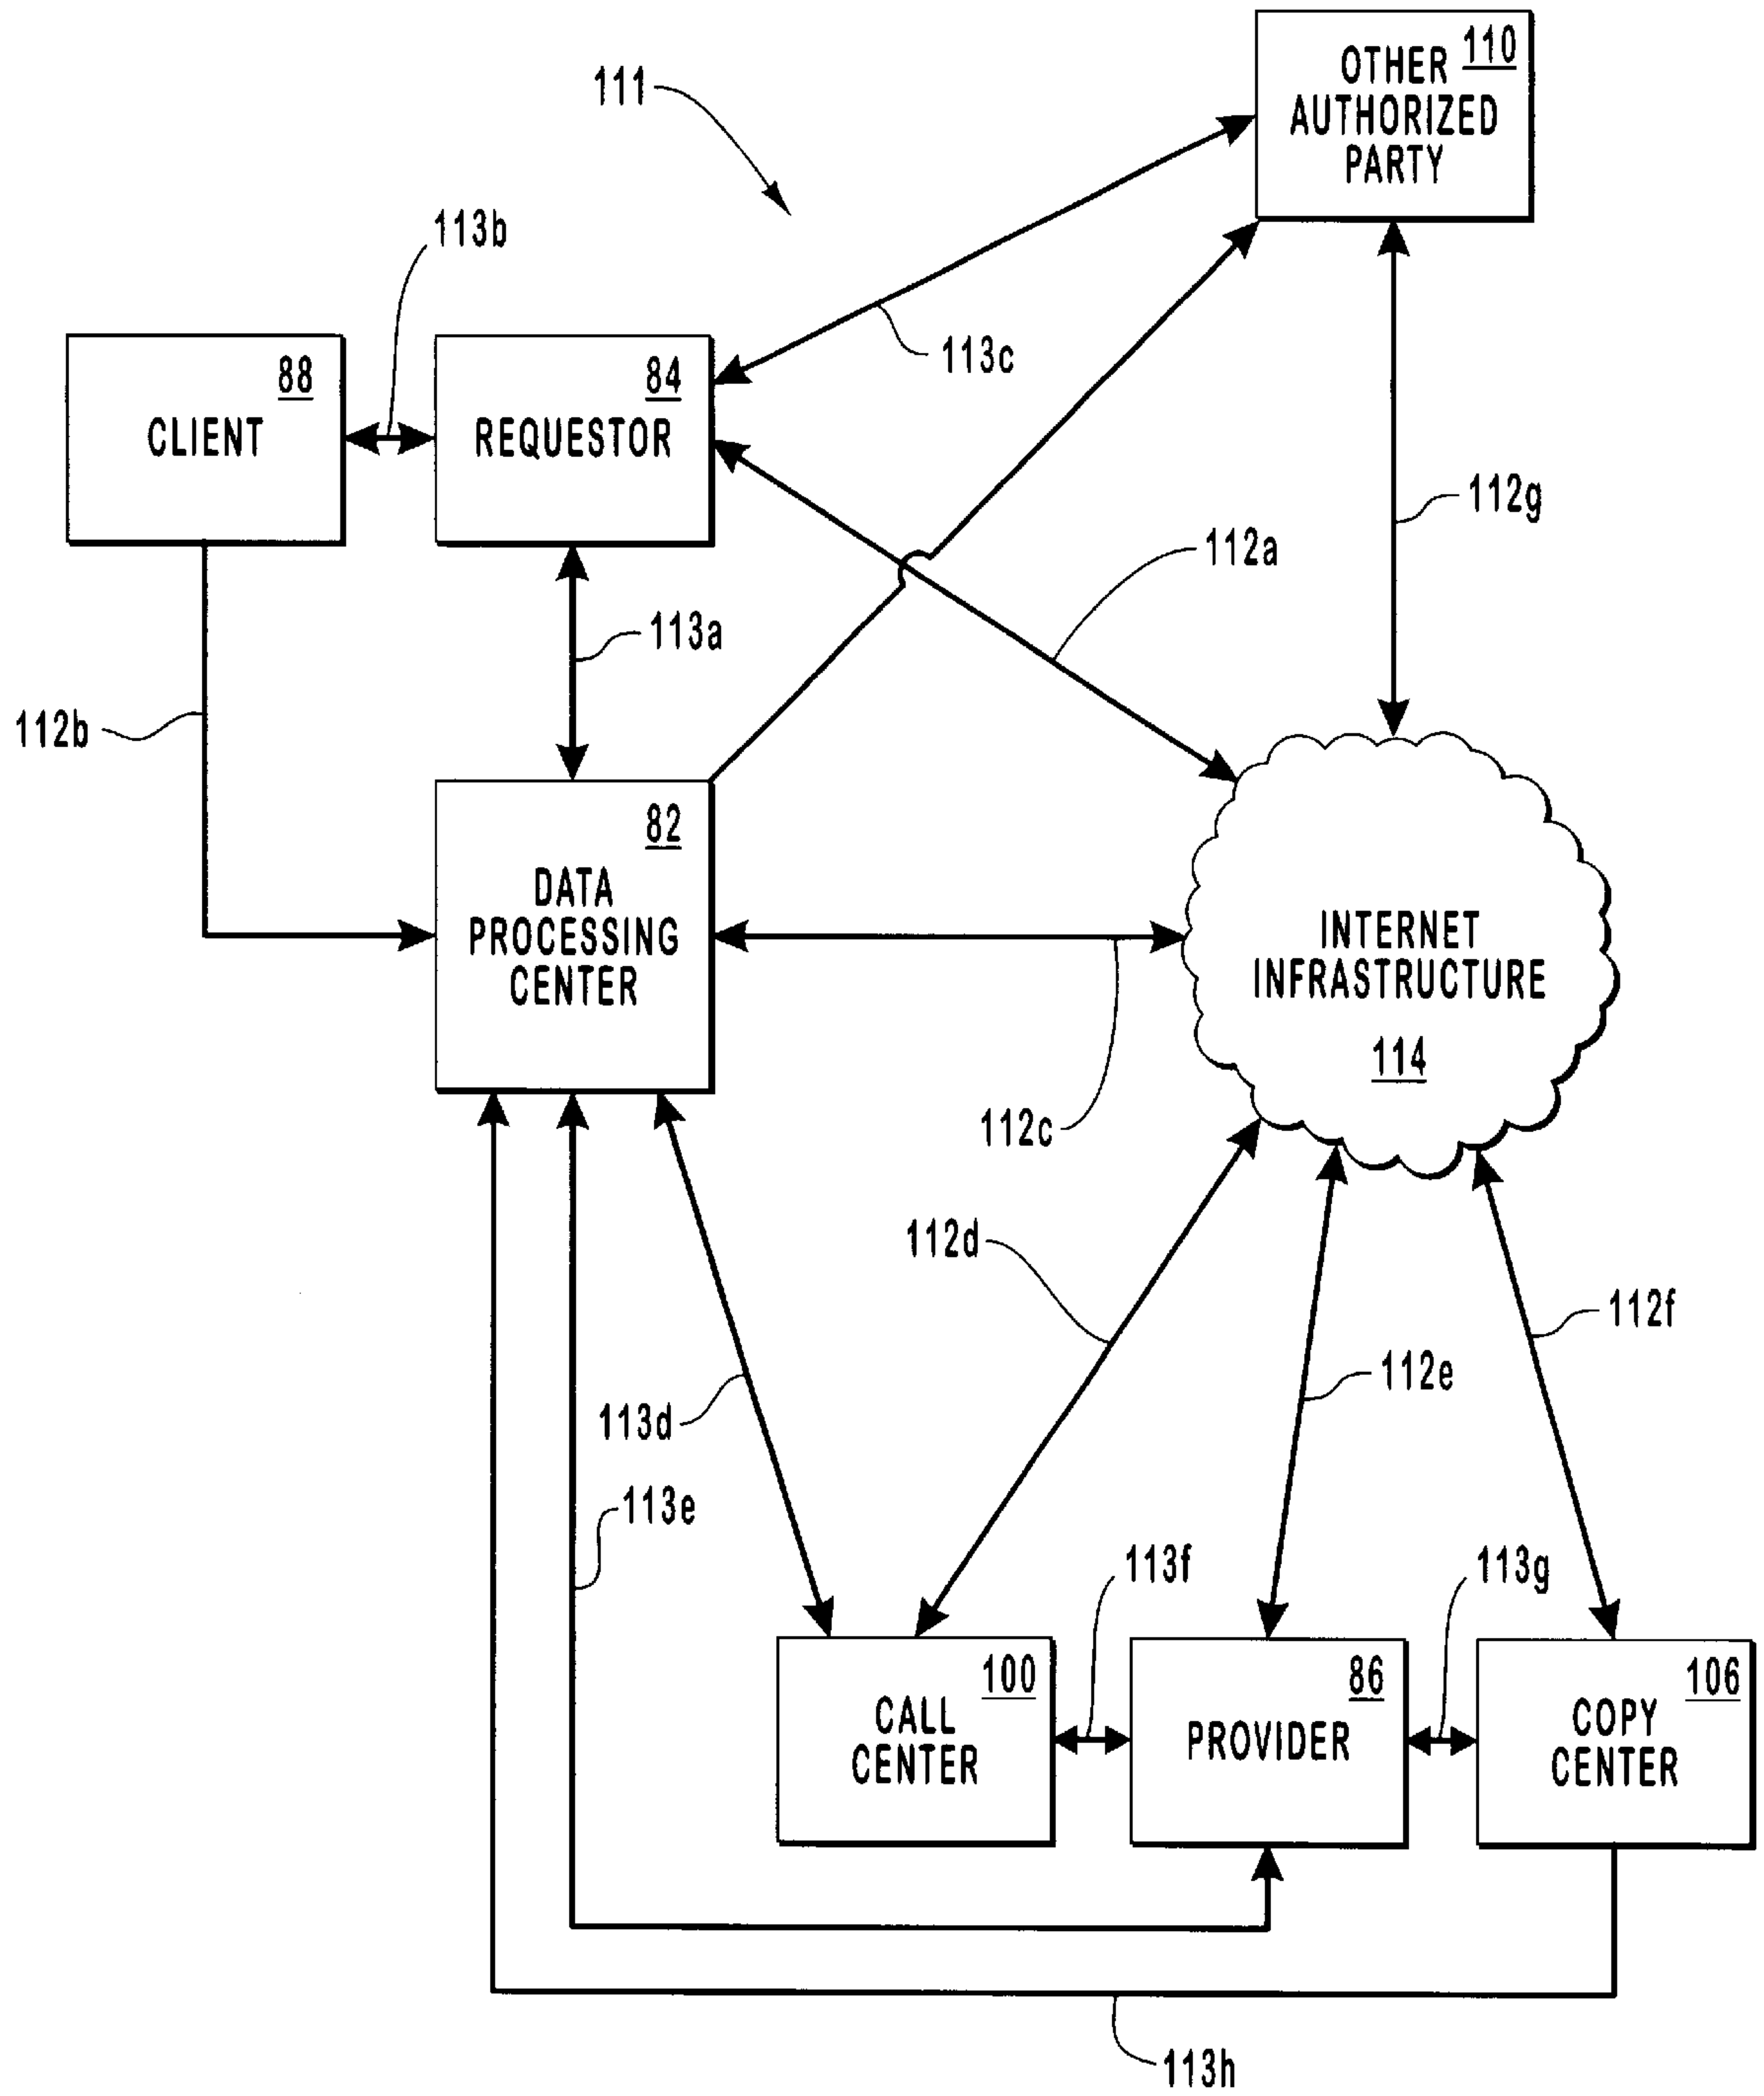 110
OTHER
AUTHORIZED
PARTY
111
113b
113c
88
CLIENT
84
REQUESTOR
112g
112a
113a
112b
82
DATA
PROCESSING
CENTER
INTERNET
INFRASTRUCTURE
114
112c
112d
112f
112e
113d
113e
113f
113g
100
CALL
CENTER
86
PROVIDER
106
COPY
CENTER
113h